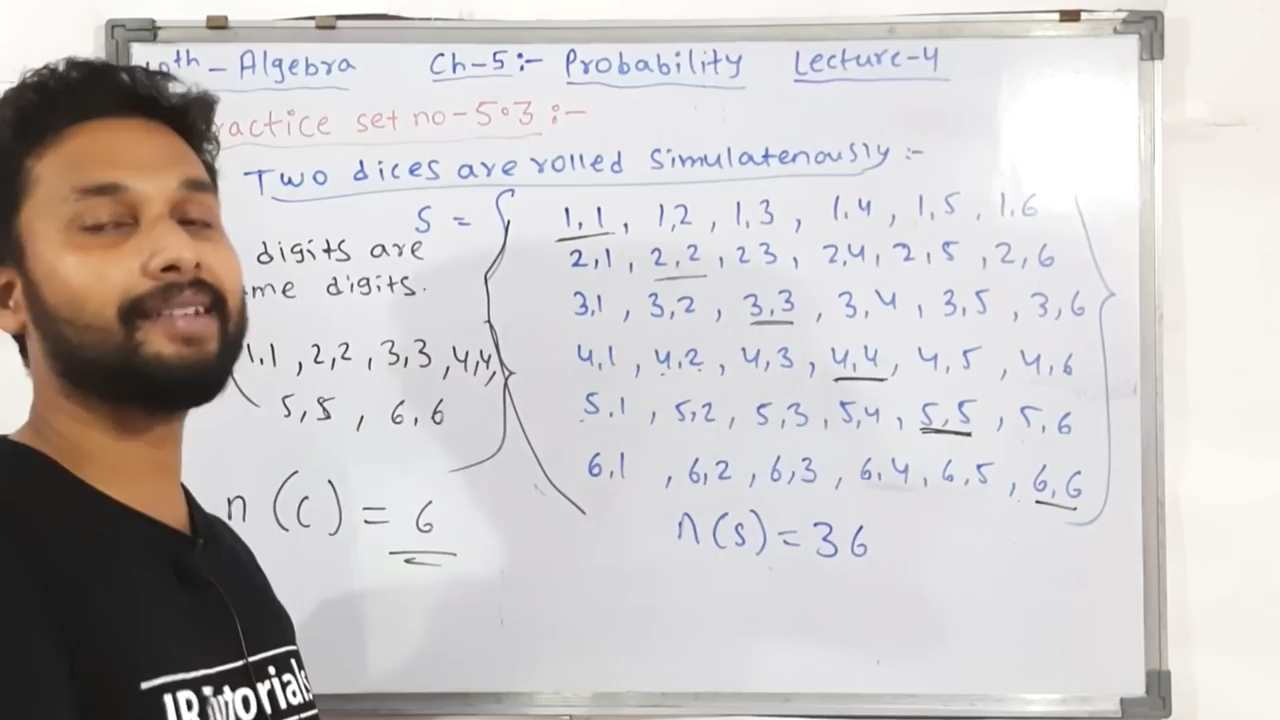 th - Algebra Ch-5:- Probability Lecture-4
ractice set no-5.3 :-
Two dices are rolled Simulatenously :-
S = { 1,1 , 1,2 , 1,3 , 1,4 , 1,5 , 1,6
2,1 , 2,2 , 23 , 2,4 , 2,5 , 2,6
3,1 , 3,2 , 3,3 , 3,4 , 3,5 , 3,6
4,1 , 4,2 , 4,3 , 4,4 , 4,5 , 4,6
5,1 , 5,2 , 5,3 , 5,4 , 5,5 , 5,6
6,1 , 6,2 , 6,3 , 6,4 , 6,5 , 6,6 }
n(s) = 36
digits are
me digits.
1,1 , 2,2 , 3,3 , 4,4,
5,5 , 6,6
n (c) = 6